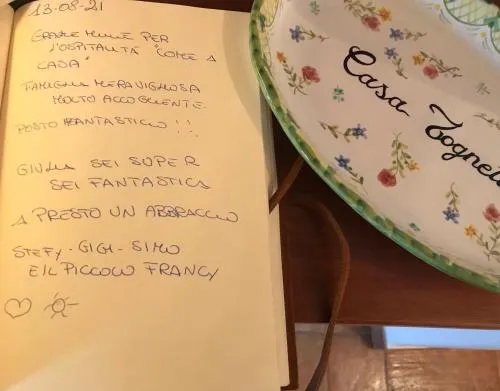 13-08-21
GRAZIE MILLE PER
L'OSPITALITÀ "COME A
CASA"
FAMIGLIA MERAVIGLIOSA
MOLTO ACCOGLIENTE
POSTO FANTASTICO !!
GIULIA SEI SUPER
SEI FANTASTICA
A PRESTO UN ABBRACCIO
STEFY - GIGI - SIMO
E IL PICCOLO FRANCY
Casa Tognel